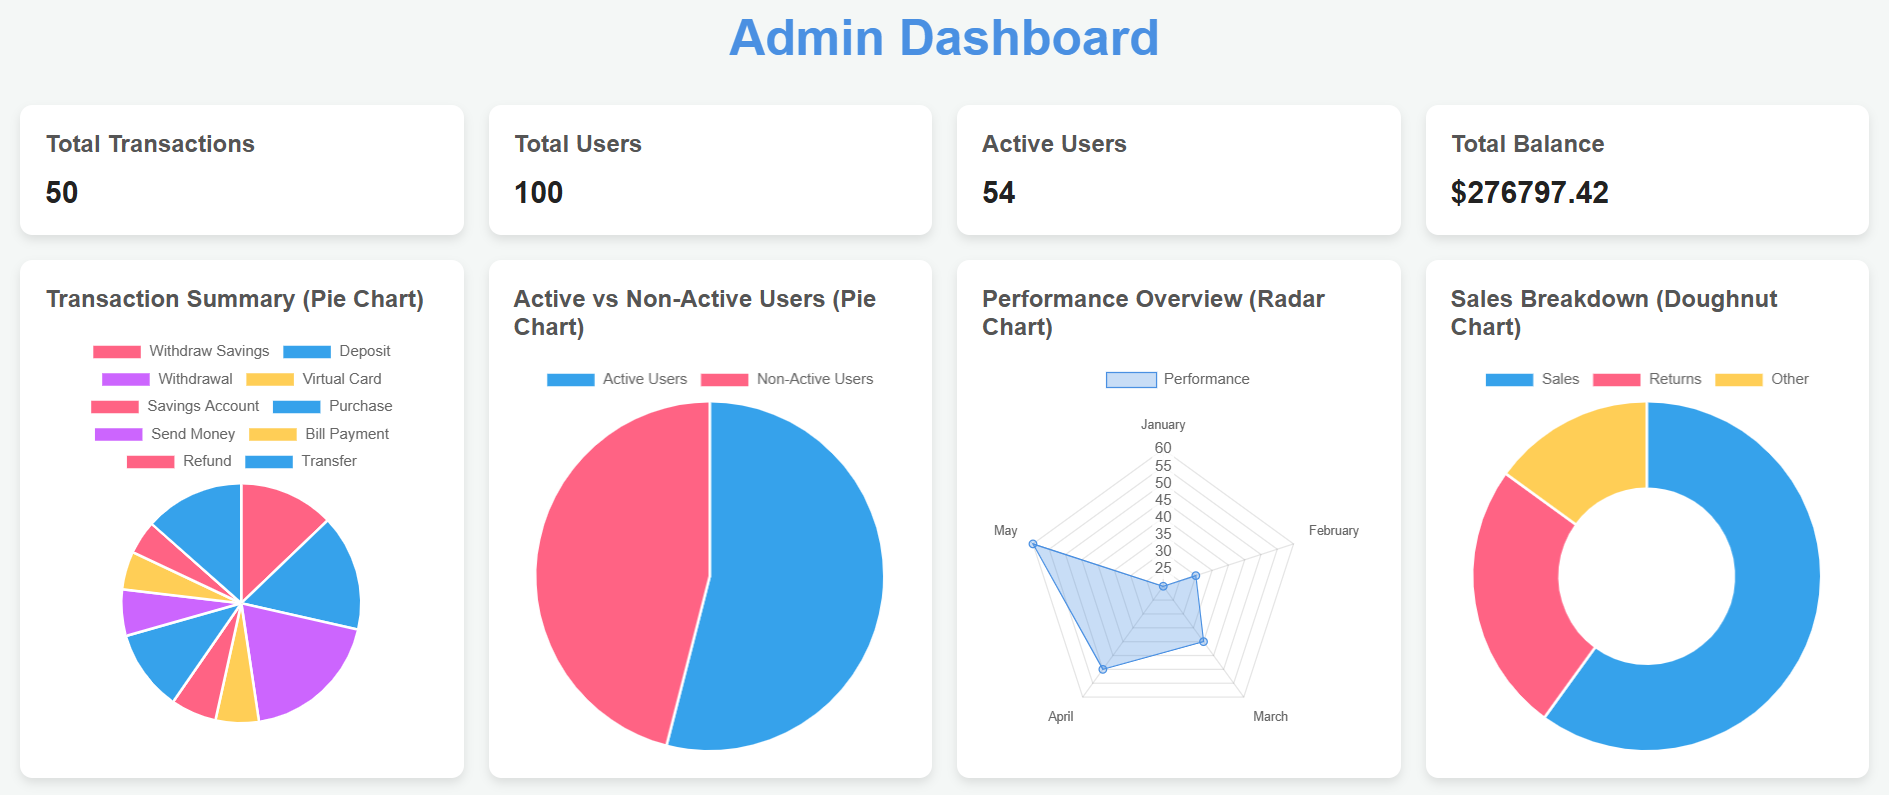 Admin Dashboard
Total Transactions
50
Total Users
100
Active Users
54
Total Balance
$276797.42
Transaction Summary (Pie Chart)
Withdraw Savings Deposit
Withdrawal Virtual Card
Savings Account Purchase
Send Money Bill Payment
Refund Transfer
Active vs Non-Active Users (Pie
Chart)
Active Users Non-Active Users
Performance Overview (Radar
Chart)
Performance
January
60
55
50
45
40
35
30
25
May
February
April
March
Sales Breakdown (Doughnut
Chart)
Sales Returns Other